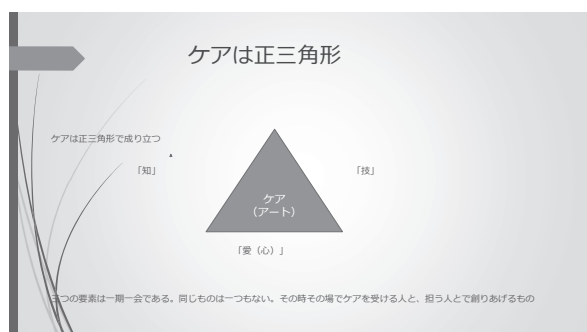 ケアは正三角形
ケアは正三角形で成り立つ
「知」
「技」
ケア
(アート)
「愛(心)」
三つの要素は一期一会である。同じものは一つもない。その時その場でケアを受ける人と、担う人とで創りあげるもの